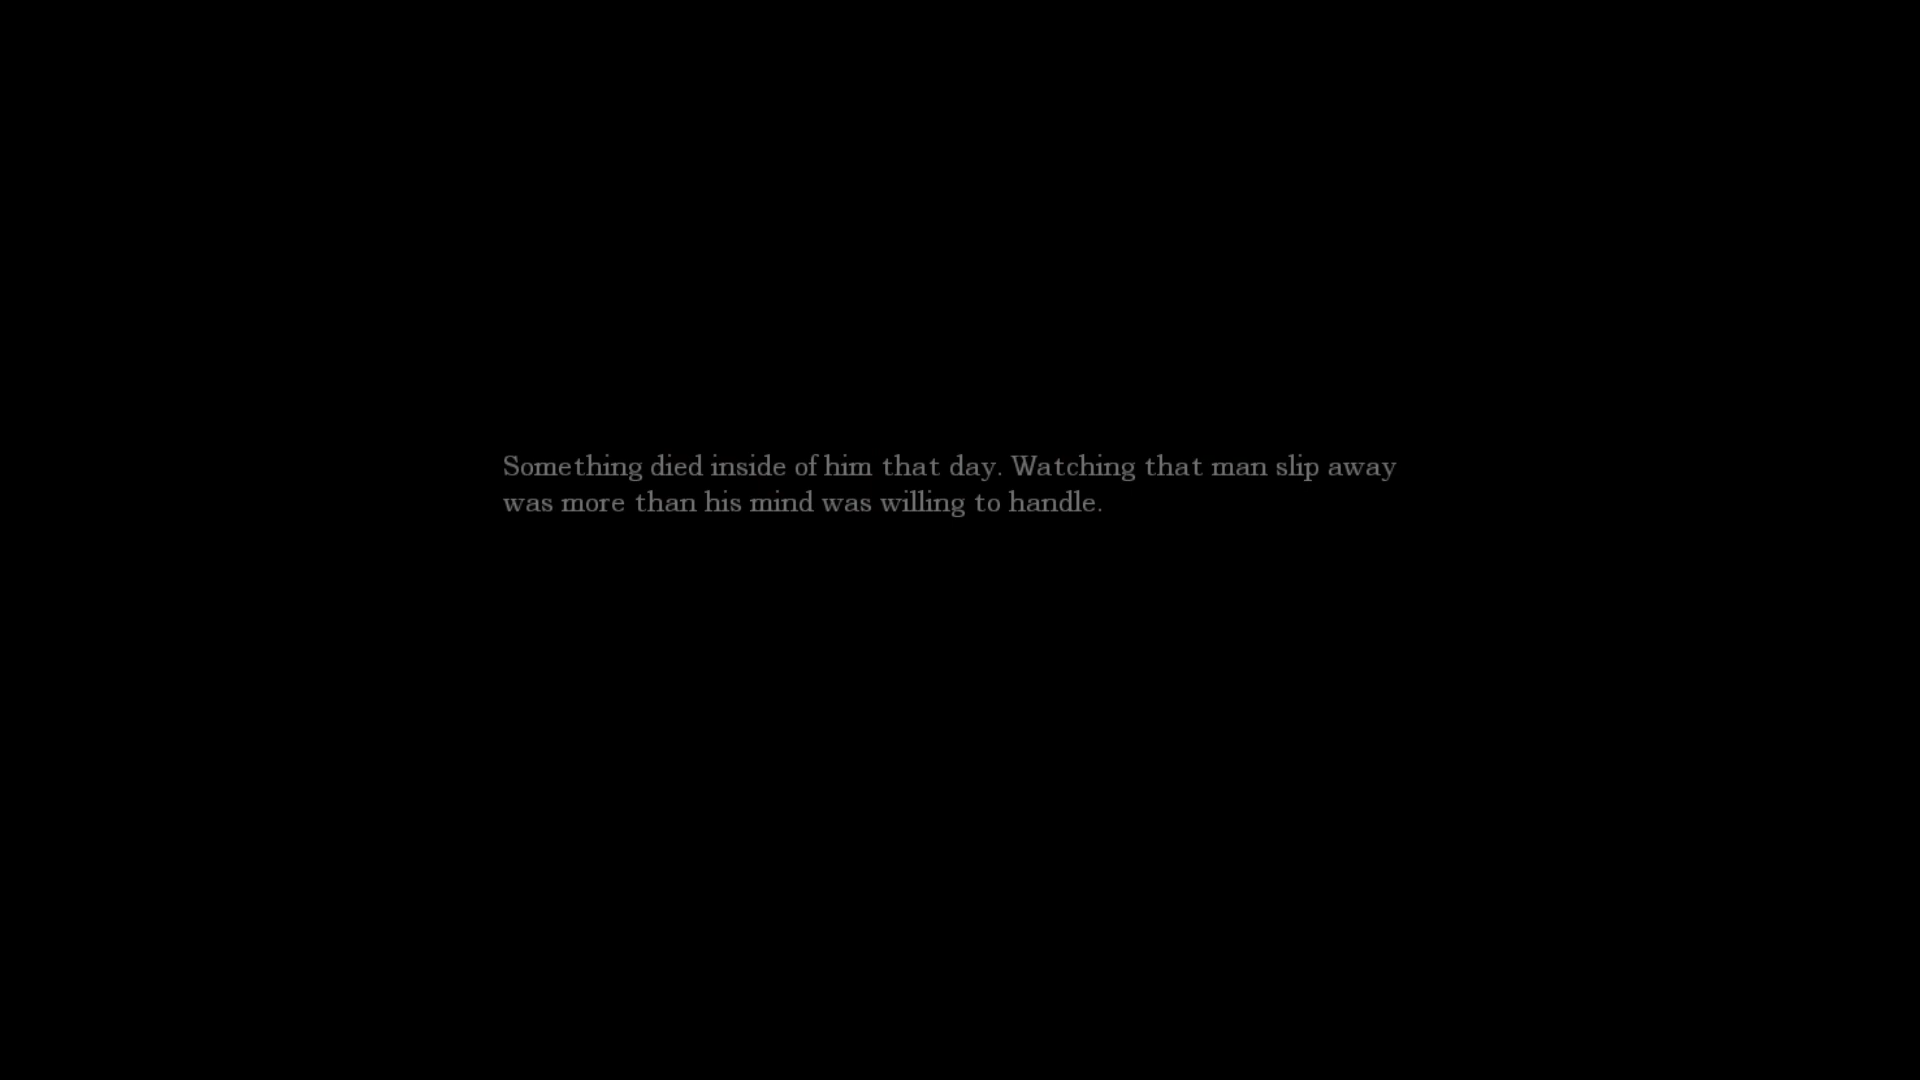 Something died inside of him that day. Watching that man slip away
was more than his mind was willing to handle.